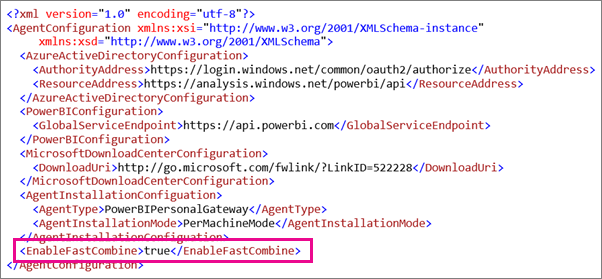 <?xml version="1.0" encoding="utf-8"?>
<AgentConfiguration xmlns:xsi="http://www.w3.org/2001/XMLSchema-instance"
xmlns:xsd="http://www.w3.org/2001/XMLSchema">
<AzureActiveDirectoryConfiguration>
<AuthorityAddress>https://login.windows.net/common/oauth2/authorize</AuthorityAddress>
<ResourceAddress>https://analysis.windows.net/powerbi/api</ResourceAddress>
</AzureActiveDirectoryConfiguration>
<PowerBIConfiguration>
<GlobalServiceEndpoint>https://api.powerbi.com</GlobalServiceEndpoint>
</PowerBIConfiguration>
<MicrosoftDownloadCenterConfiguration>
<DownloadUri>http://go.microsoft.com/fwlink/?LinkID=522228</DownloadUri>
</MicrosoftDownloadCenterConfiguration>
<AgentInstallationConfiguation>
<AgentType>PowerBIPersonalGateway</AgentType>
<AgentInstallationMode>PerMachineMode</AgentInstallationMode>
</AgentInstallationConfiguation>
<EnableFastCombine>true</EnableFastCombine>
</AgentConfiguration>